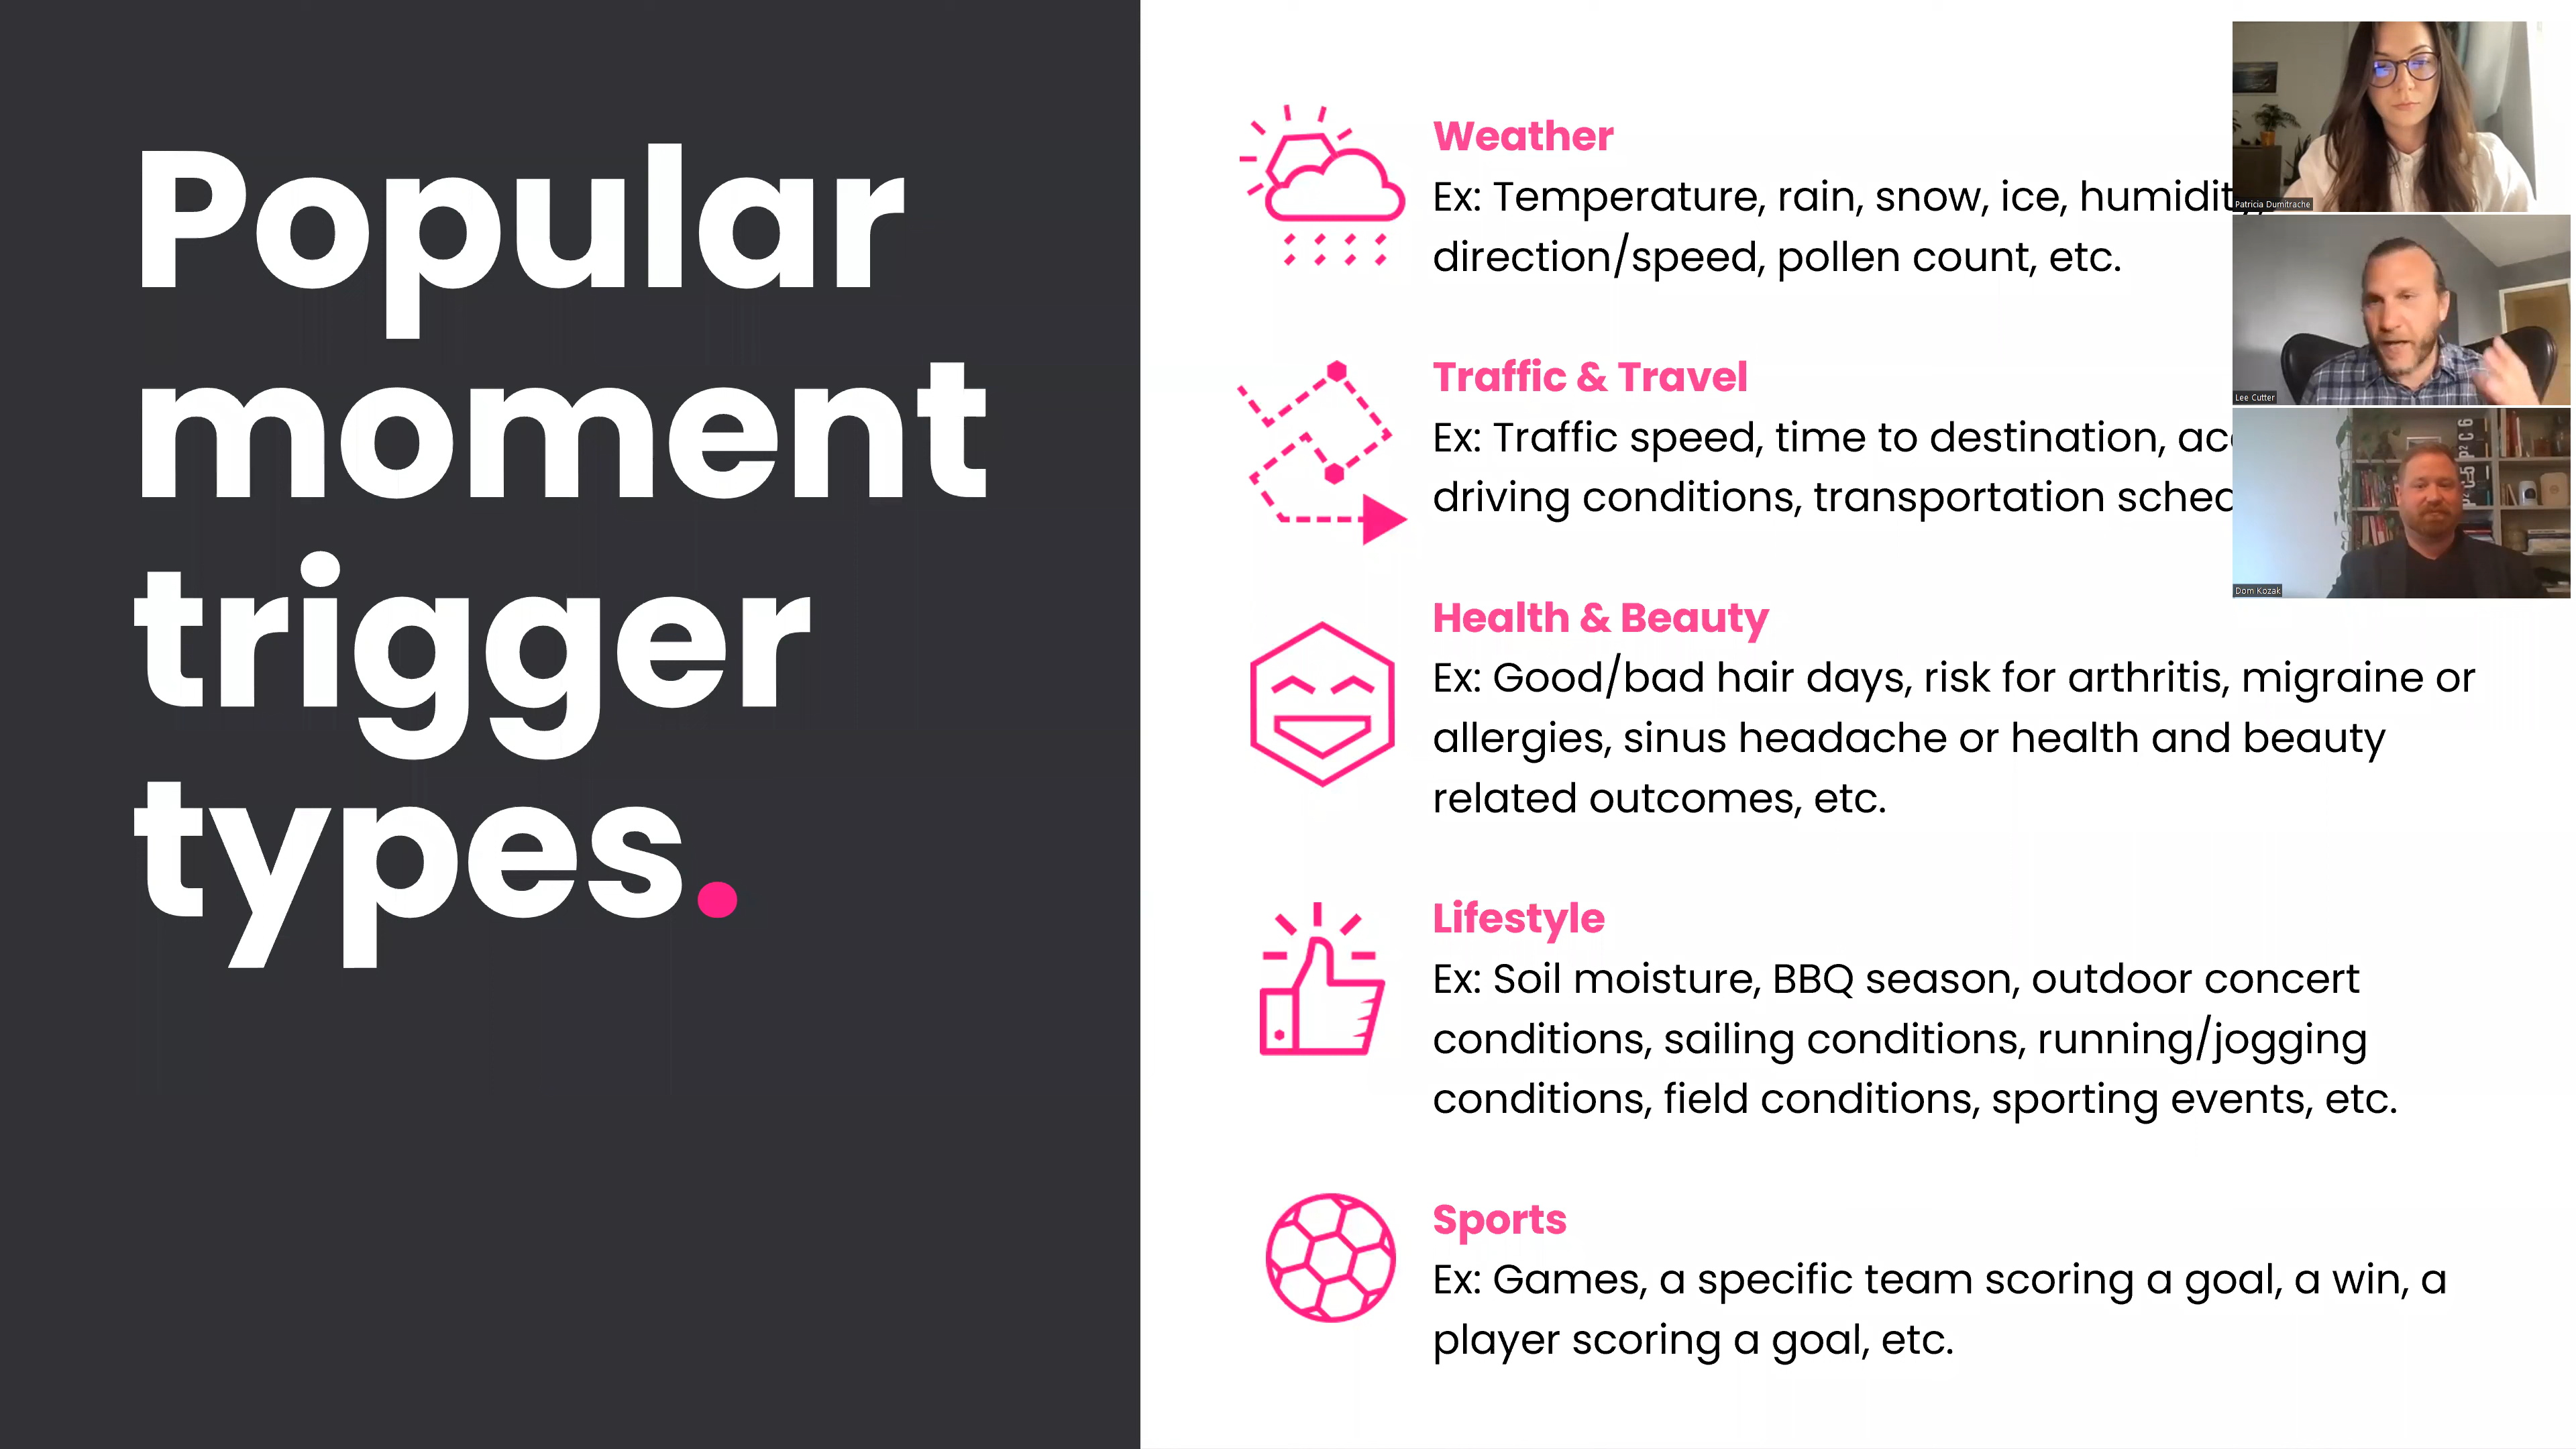 Popular
moment
trigger
types.
Weather
Ex: Temperature, rain, snow, ice, humidity,
direction/speed, pollen count, etc.
Traffic & Travel
Ex: Traffic speed, time to destination,
driving conditions, transportation
Health & Beauty
Ex: Good/bad hair days, risk for arthritis, migraine or
allergies, sinus headache or health and beauty
related outcomes, etc.
Lifestyle
Ex: Soil moisture, BBQ season, outdoor concert
conditions, sailing conditions, running/jogging
conditions, field conditions, sporting events, etc.
Sports
Ex: Games, a specific team scoring a goal, a win, a
player scoring a goal, etc.
Patricia Dumitrache
Lee Cutter
Dom Kozak